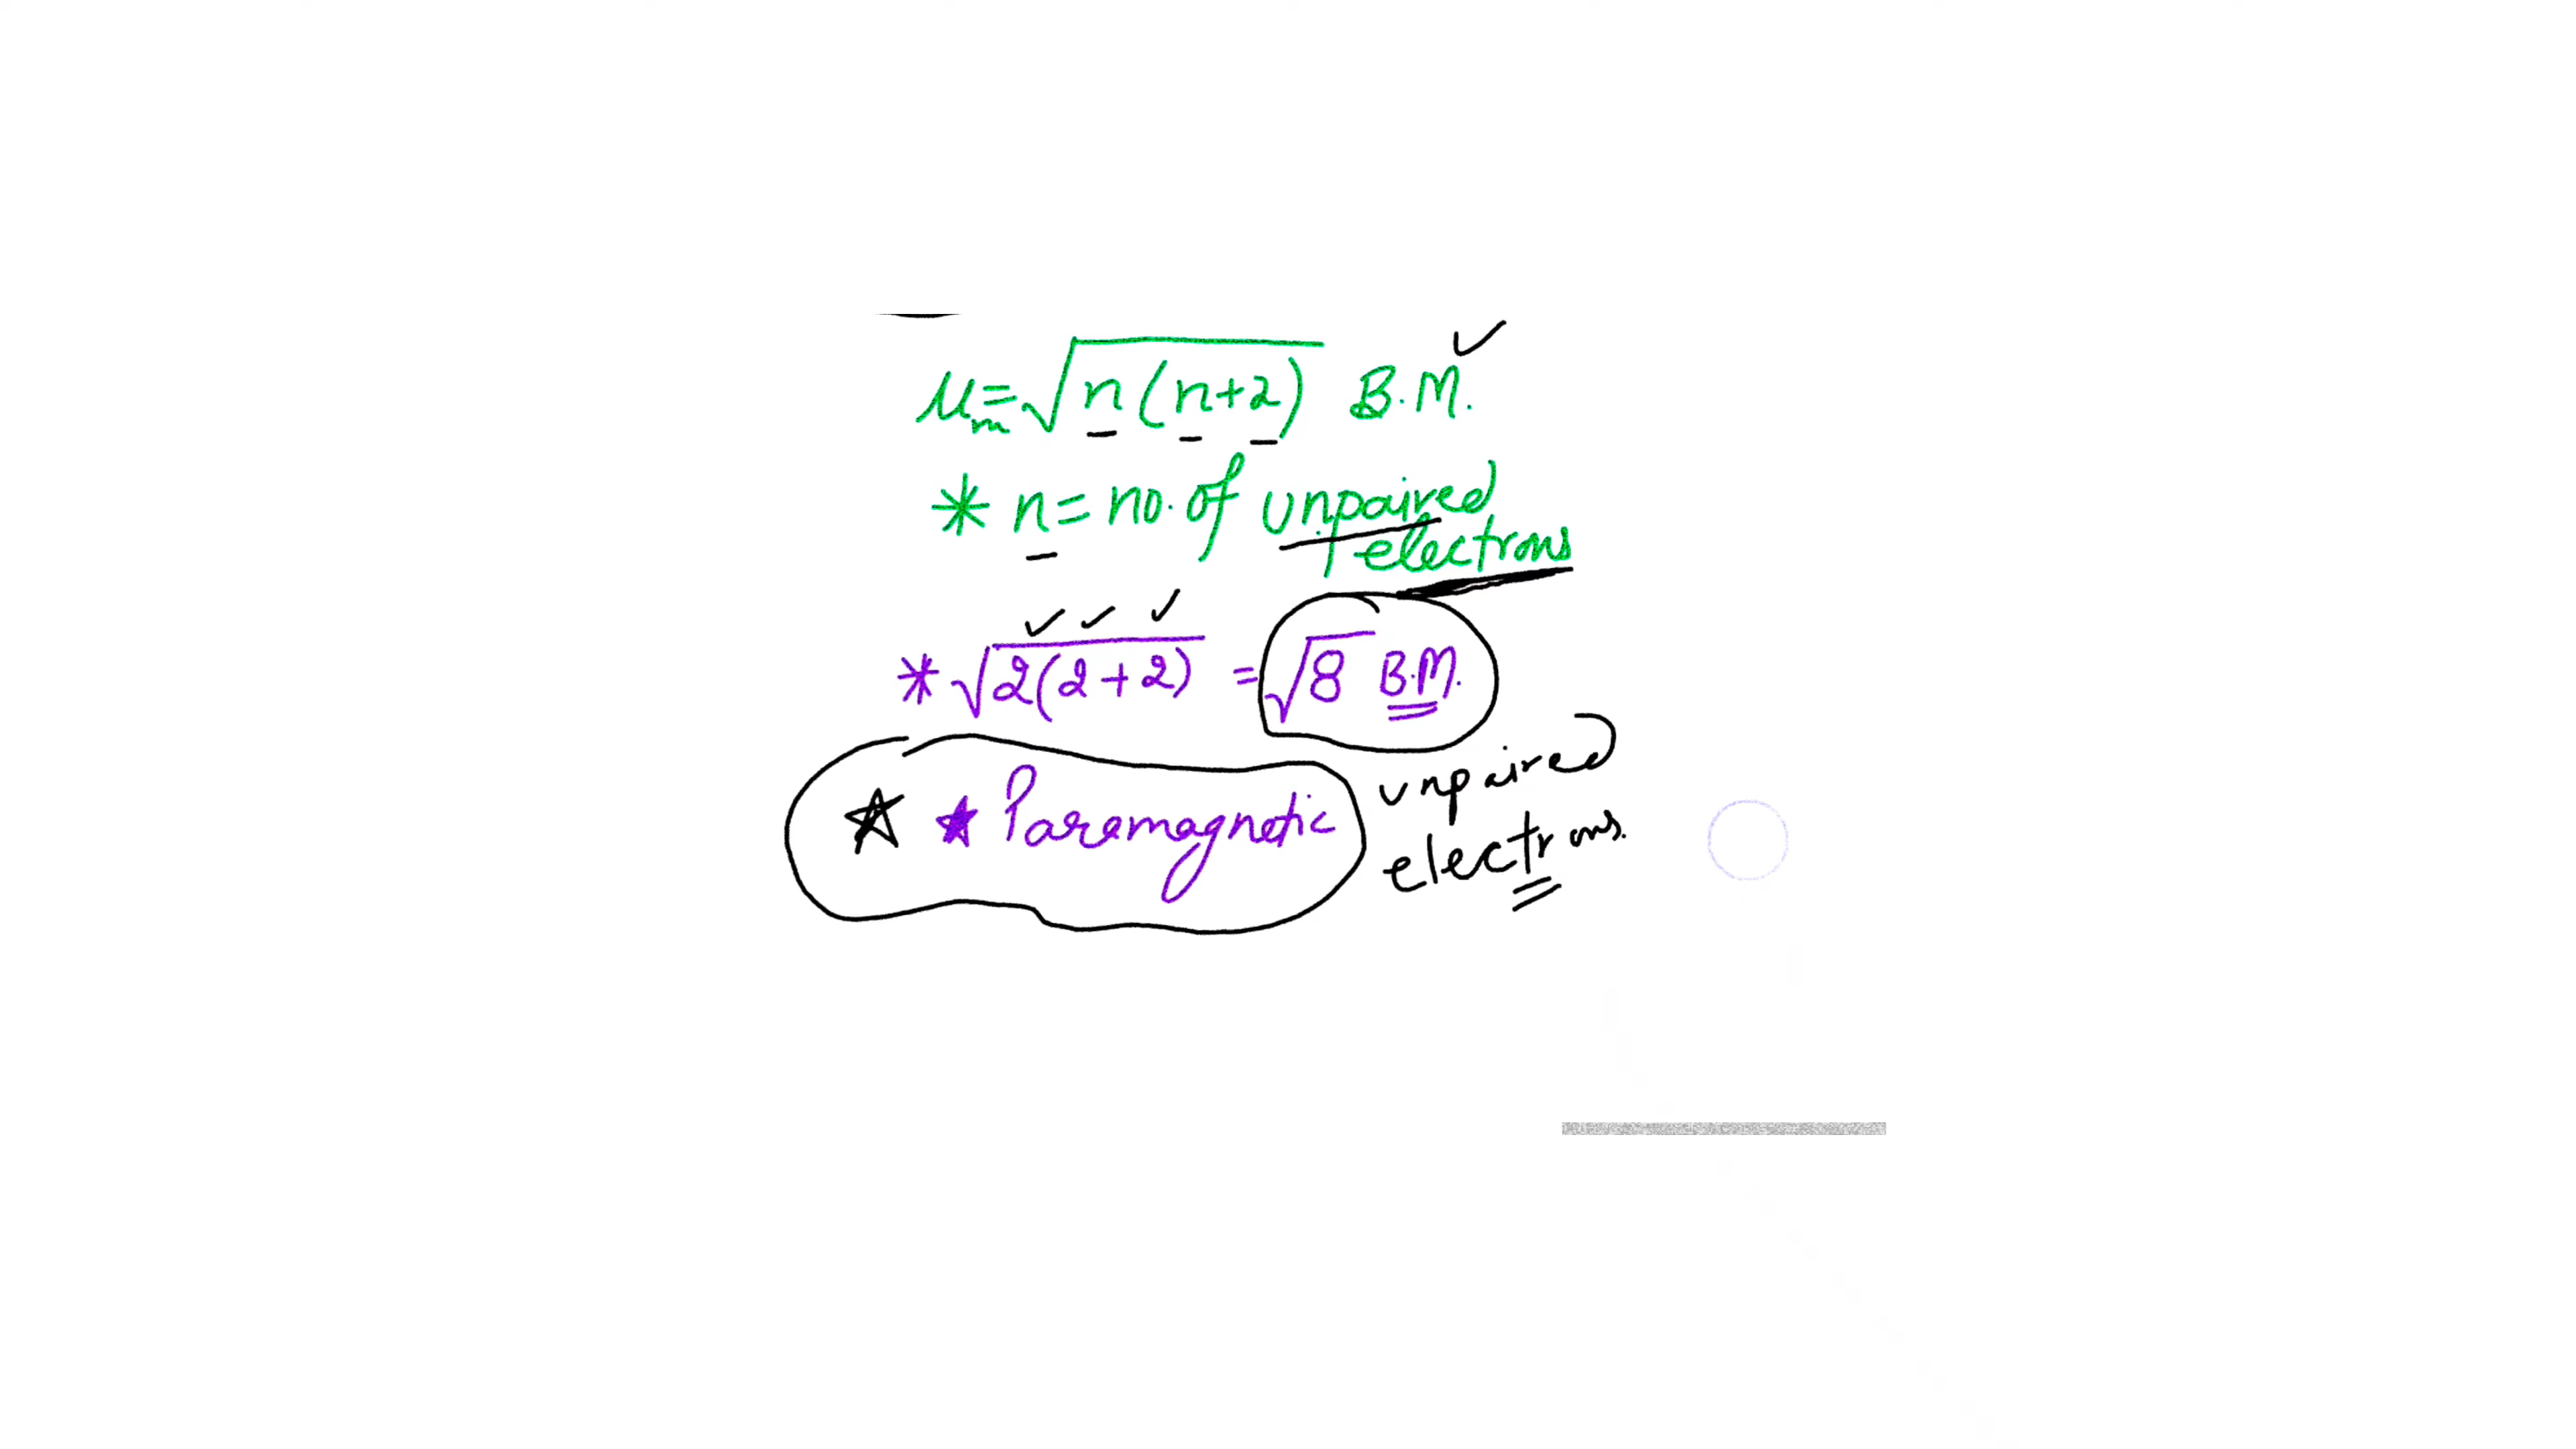 μm = √n(n+2) B.M.
* n = no. of unpaired
electrons
* √2(2+2) = √8 B.M.
★ ★ Paramagnetic
unpaired
electrons.